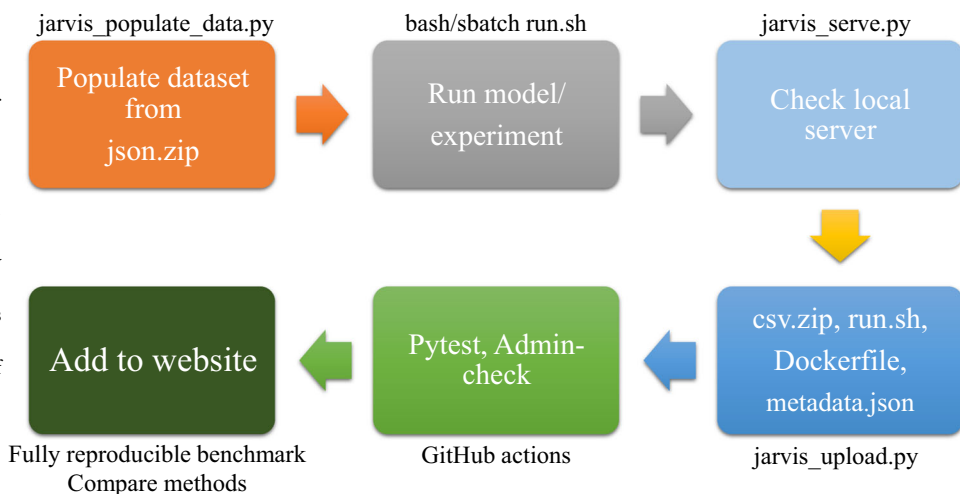 jarvis_populate_data.py
bash/sbatch run.sh
jarvis_serve.py
Populate dataset
from
json.zip
Run model/
experiment
Check local
server
Add to website
Pytest, Admin-
check
csv.zip, run.sh,
Dockerfile,
metadata.json
Fully reproducible benchmark
Compare methods
GitHub actions
jarvis_upload.py